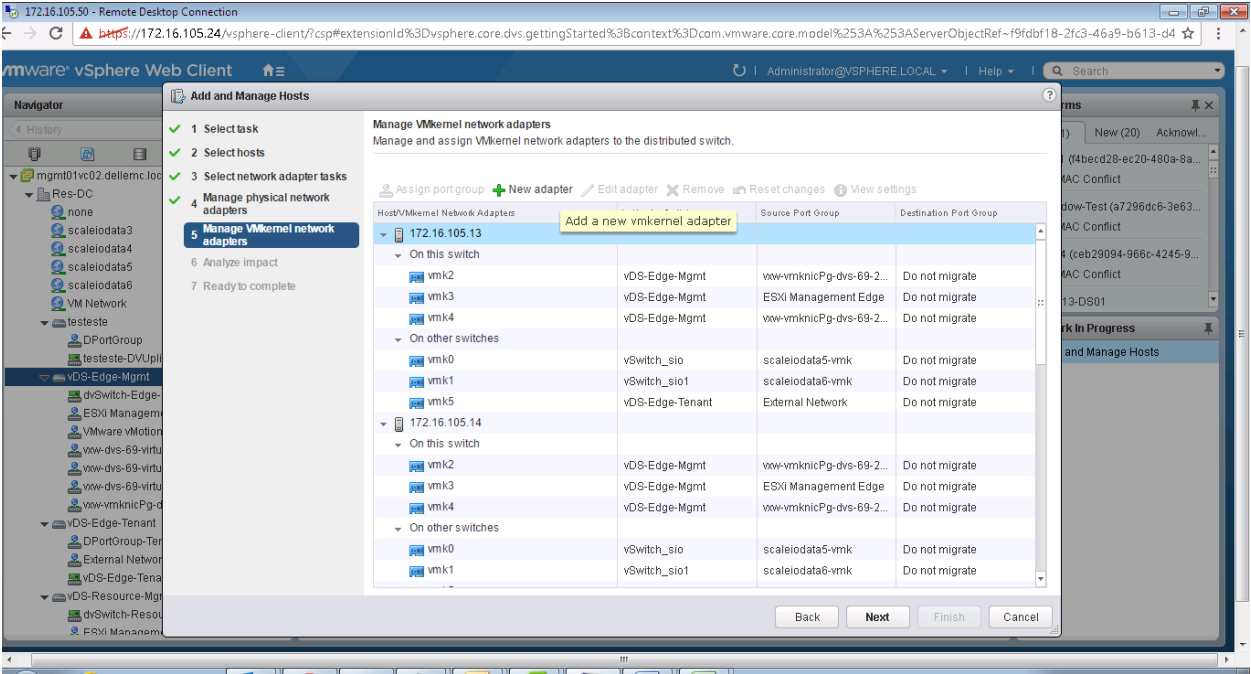 172.16.105.50 - Remote Desktop Connection
https://172.16.105.24/vsphere-client/?csp#extensionId%3Dvsphere.core.dvs.gettingStarted%3Bcontext%3Dcom.vmware.core.model%253A%253AServerObjectRef~f9fdbf18-2fc3-46a9-b613-d4
vmware® vSphere Web Client
Administrator@VSPHERE.LOCAL
Help
Search
Navigator
History
mgmt01vc02.dellemc.loc
Res-DC
none
scaleiodata3
scaleiodata4
scaleiodata5
scaleiodata6
VM Network
testeste
DPortGroup
testeste-DVUpli
vDS-Edge-Mgmt
dvSwitch-Edge-
ESXi Managem
VMware vMotion
vxw-dvs-69-virtu
vxw-dvs-69-virtu
vxw-dvs-69-virtu
vxw-vmknicPg-d
vDS-Edge-Tenant
DPortGroup-Ter
External Networ
vDS-Edge-Tena
vDS-Resource-Mgr
dvSwitch-Resou
ESXi Managem
Add and Manage Hosts
1 Select task
2 Select hosts
3 Select network adapter tasks
4 Manage physical network
adapters
5 Manage VMkernel network
adapters
6 Analyze impact
7 Ready to complete
Manage VMkernel network adapters
Manage and assign VMkernel network adapters to the distributed switch.
Assign port group New adapter Edit adapter Remove Reset changes View settings
Host/VMkernel Network Adapters Source Port Group Destination Port Group
Add a new vmkernel adapter
172.16.105.13
On this switch
vmk2 vDS-Edge-Mgmt vxw-vmknicPg-dvs-69-2... Do not migrate
vmk3 vDS-Edge-Mgmt ESXi Management Edge Do not migrate
vmk4 vDS-Edge-Mgmt vxw-vmknicPg-dvs-69-2... Do not migrate
On other switches
vmk0 vSwitch_sio scaleiodata5-vmk Do not migrate
vmk1 vSwitch_sio1 scaleiodata6-vmk Do not migrate
vmk5 vDS-Edge-Tenant External Network Do not migrate
172.16.105.14
On this switch
vmk2 vDS-Edge-Mgmt vxw-vmknicPg-dvs-69-2... Do not migrate
vmk3 vDS-Edge-Mgmt ESXi Management Edge Do not migrate
vmk4 vDS-Edge-Mgmt vxw-vmknicPg-dvs-69-2... Do not migrate
On other switches
vmk0 vSwitch_sio scaleiodata5-vmk Do not migrate
vmk1 vSwitch_sio1 scaleiodata6-vmk Do not migrate
Back Next Finish Cancel
rms
1) New (20) Acknowl...
(f4becd28-ec20-480a-8a...
MAC Conflict
dow-Test (a7296dc6-3e63...
MAC Conflict
4 (ceb29094-966c-4245-9...
MAC Conflict
13-DS01
rk In Progress
and Manage Hosts